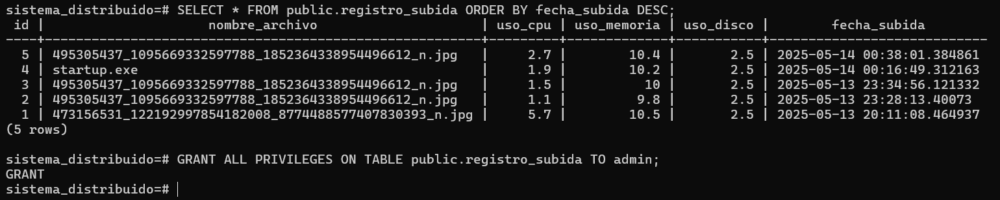 sistema_distribuido=# SELECT * FROM public.registro_subida ORDER BY fecha_subida DESC;
 id |                     nombre_archivo                     | uso_cpu | uso_memoria | uso_disco |        fecha_subida
----+--------------------------------------------------------+---------+-------------+-----------+----------------------------
  5 | 495305437_1095669332597788_1852364338954496612_n.jpg   |     2.7 |        10.4 |       2.5 | 2025-05-14 00:38:01.384861
  4 | startup.exe                                            |     1.9 |        10.2 |       2.5 | 2025-05-14 00:16:49.312163
  3 | 495305437_1095669332597788_1852364338954496612_n.jpg   |     1.5 |          10 |       2.5 | 2025-05-13 23:34:56.121332
  2 | 495305437_1095669332597788_1852364338954496612_n.jpg   |     1.1 |         9.8 |       2.5 | 2025-05-13 23:28:13.40073
  1 | 473156531_122192997854182008_8774488577407830393_n.jpg |     5.7 |        10.5 |       2.5 | 2025-05-13 20:11:08.464937
(5 rows)

sistema_distribuido=# GRANT ALL PRIVILEGES ON TABLE public.registro_subida TO admin;
GRANT
sistema_distribuido=#